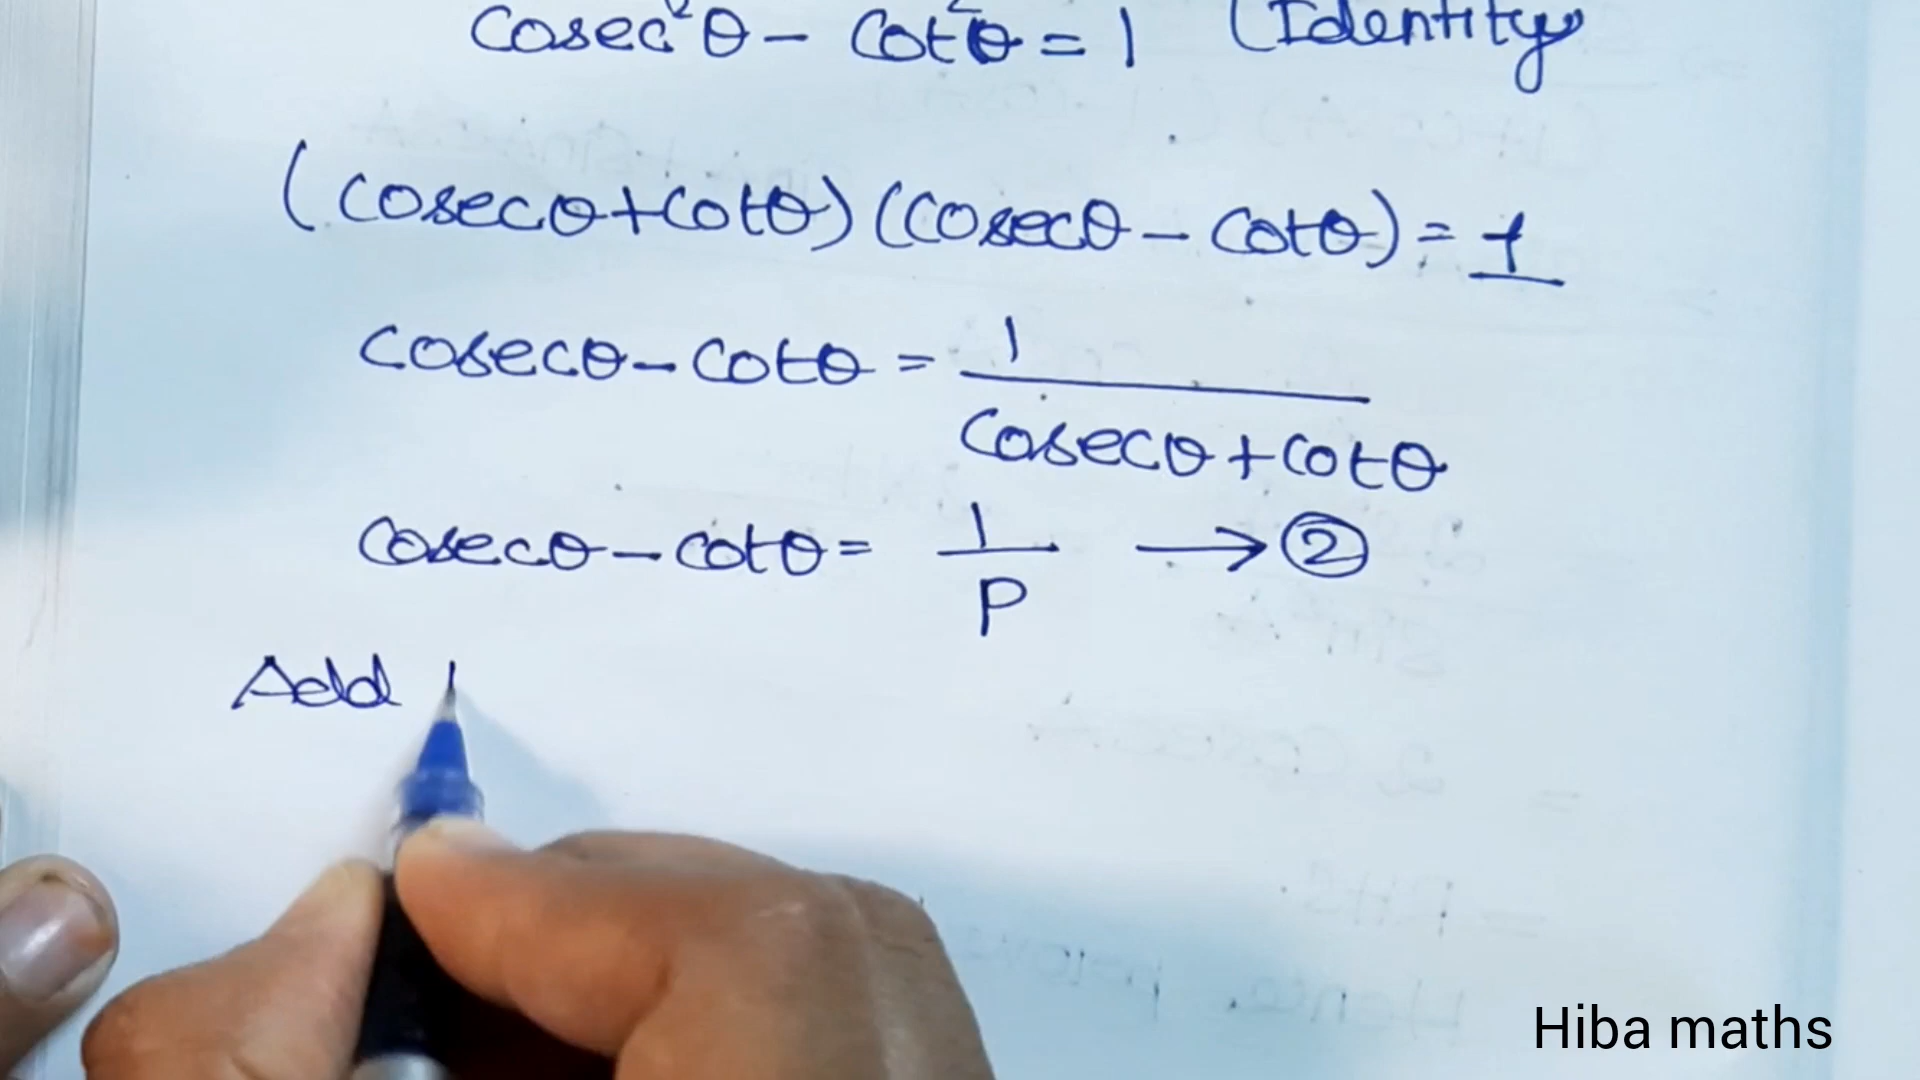 Cosec²θ - Cot²θ = 1 (Identity)
(Cosecθ + Cotθ) (Cosecθ - Cotθ) = 1
Cosecθ - Cotθ = 1
Cosecθ + Cotθ
Cosecθ - Cotθ = 1 → ②
P
Add 1
Hiba maths